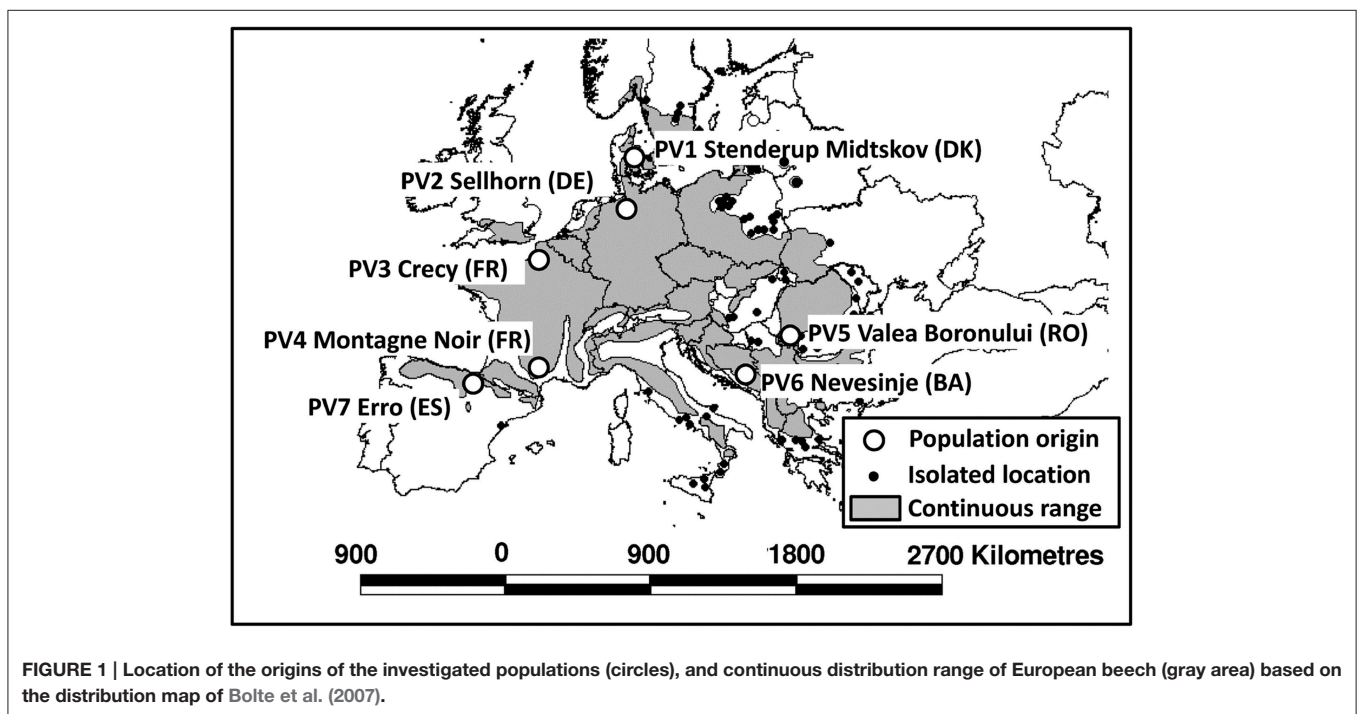 PV1 Stenderup Midtskov (DK)
PV2 Sellhorn (DE)
PV3 Crecy (FR)
PV4 Montagne Noir (FR)
PV5 Valea Boronului (RO)
PV6 Nevesinje (BA)
PV7 Erro (ES)
Population origin
Isolated location
Continuous range
900 0 900 1800 2700 Kilometres
FIGURE 1 | Location of the origins of the investigated populations (circles), and continuous distribution range of European beech (gray area) based on
the distribution map of Bolte et al. (2007).